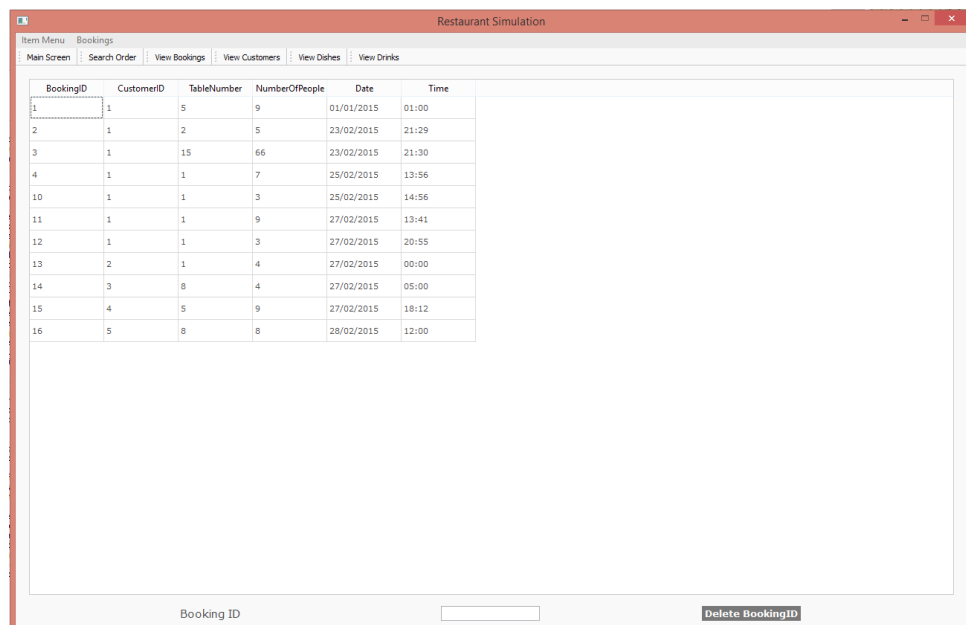 Restaurant Simulation
Item Menu Bookings
Main Screen Search Order View Bookings View Customers View Dishes View Drinks
BookingID CustomerID TableNumber NumberOfPeople Date Time
1 1 5 9 01/01/2015 01:00
2 1 2 5 23/02/2015 21:29
3 1 15 66 23/02/2015 21:30
4 1 1 7 25/02/2015 13:56
10 1 1 3 25/02/2015 14:56
11 1 1 9 27/02/2015 13:41
12 1 1 3 27/02/2015 20:55
13 2 1 4 27/02/2015 00:00
14 3 8 4 27/02/2015 05:00
15 4 5 9 27/02/2015 18:12
16 5 8 8 28/02/2015 12:00
Booking ID Delete BookingID